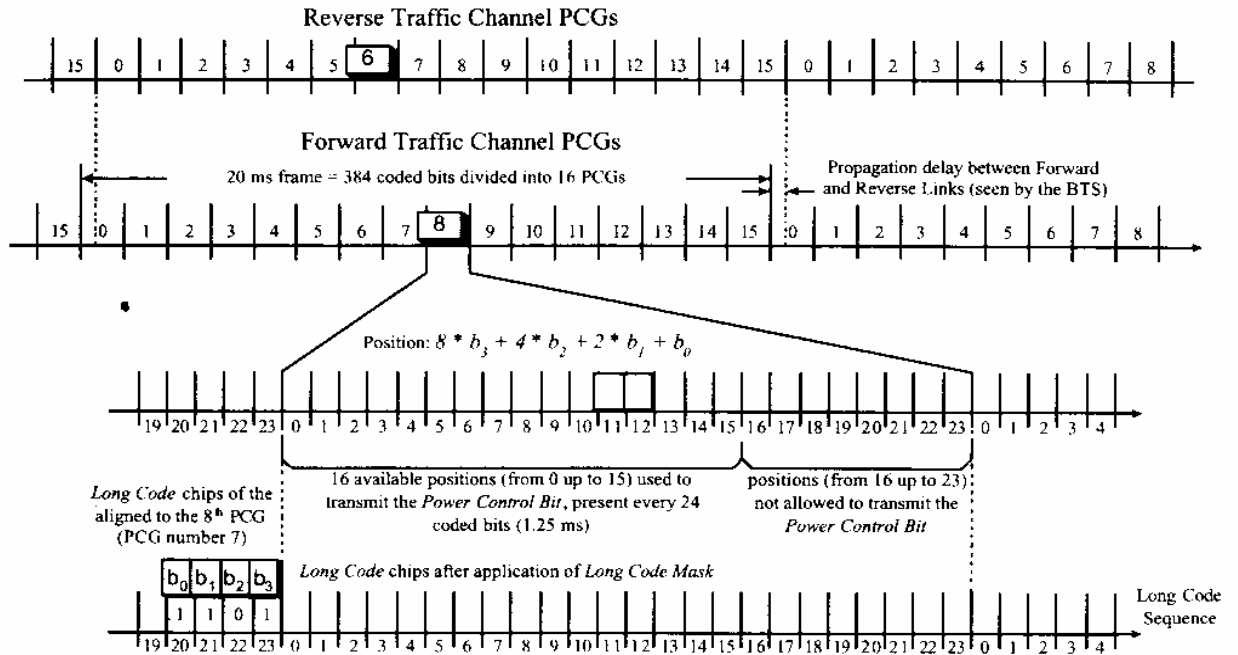 Reverse Traffic Channel PCGs
15 0 1 2 3 4 5 6 7 8 9 10 11 12 13 14 15 0 1 2 3 4 5 6 7 8
Forward Traffic Channel PCGs
20 ms frame = 384 coded bits divided into 16 PCGs
Propagation delay between Forward
and Reverse Links (seen by the BTS)
15 0 1 2 3 4 5 6 7 8 9 10 11 12 13 14 15 0 1 2 3 4 5 6 7 8
Position: 8 * b3 + 4 * b2 + 2 * b1 + b0
19 20 21 22 23 0 1 2 3 4 5 6 7 8 9 10 11 12 13 14 15 16 17 18 19 20 21 22 23 0 1 2 3 4
16 available positions (from 0 up to 15) used to
transmit the Power Control Bit, present every 24
coded bits (1.25 ms)
positions (from 16 up to 23)
not allowed to transmit the
Power Control Bit
Long Code chips of the
aligned to the 8th PCG
(PCG number 7)
b0 b1 b2 b3
1 1 0 1
Long Code chips after application of Long Code Mask
Long Code
Sequence
19 20 21 22 23 0 1 2 3 4 5 6 7 8 9 10 11 12 13 14 15 16 17 18 19 20 21 22 23 0 1 2 3 4